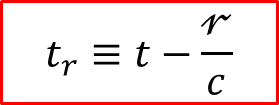 t_r ≡ t − 𝓇/c